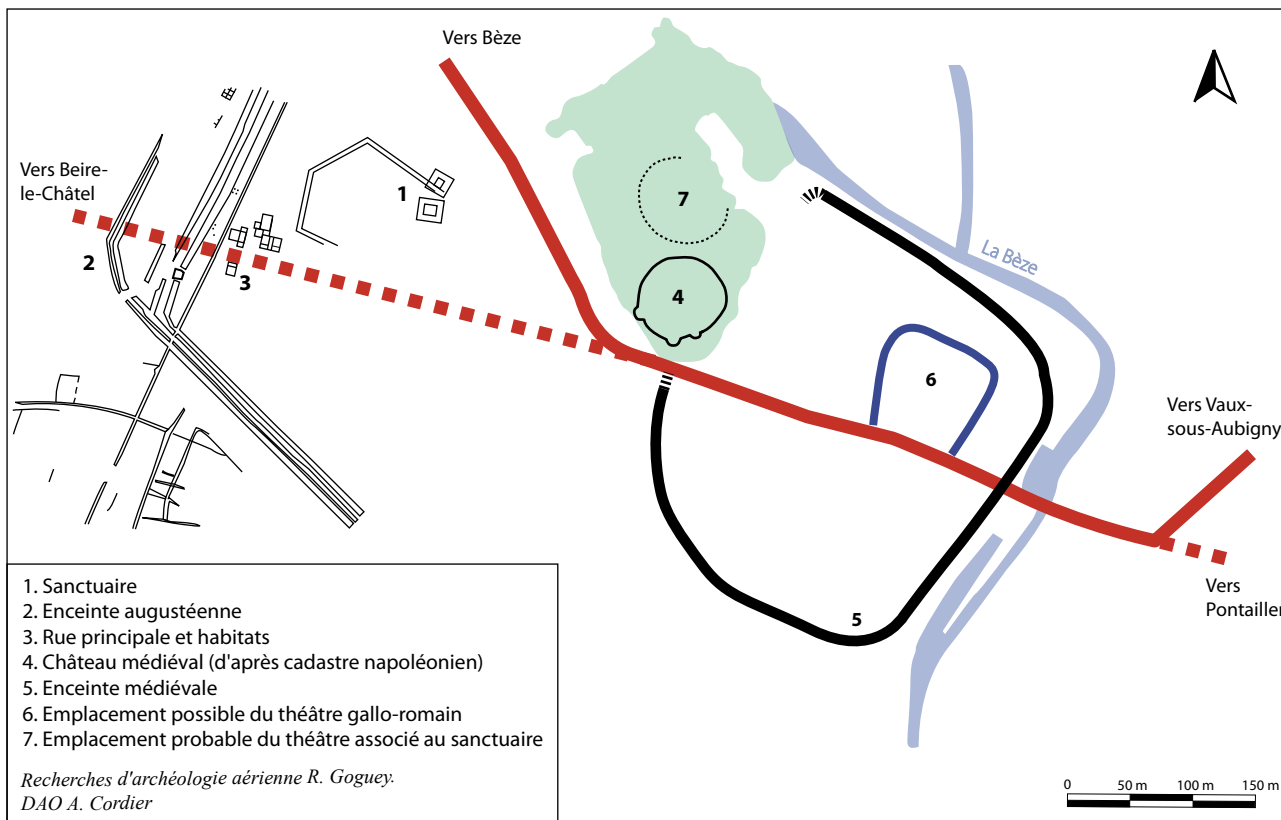 Vers Bèze
Vers Beire-
le-Châtel
1
2
3
7
4
La Bèze
6
Vers Vaux-
sous-Aubigny
5
Vers
Pontailler
1. Sanctuaire
2. Enceinte augustéenne
3. Rue principale et habitats
4. Château médiéval (d'après cadastre napoléonien)
5. Enceinte médiévale
6. Emplacement possible du théâtre gallo-romain
7. Emplacement probable du théâtre associé au sanctuaire
Recherches d'archéologie aérienne R. Goguey.
DAO A. Cordier
0 50 m 100 m 150 m